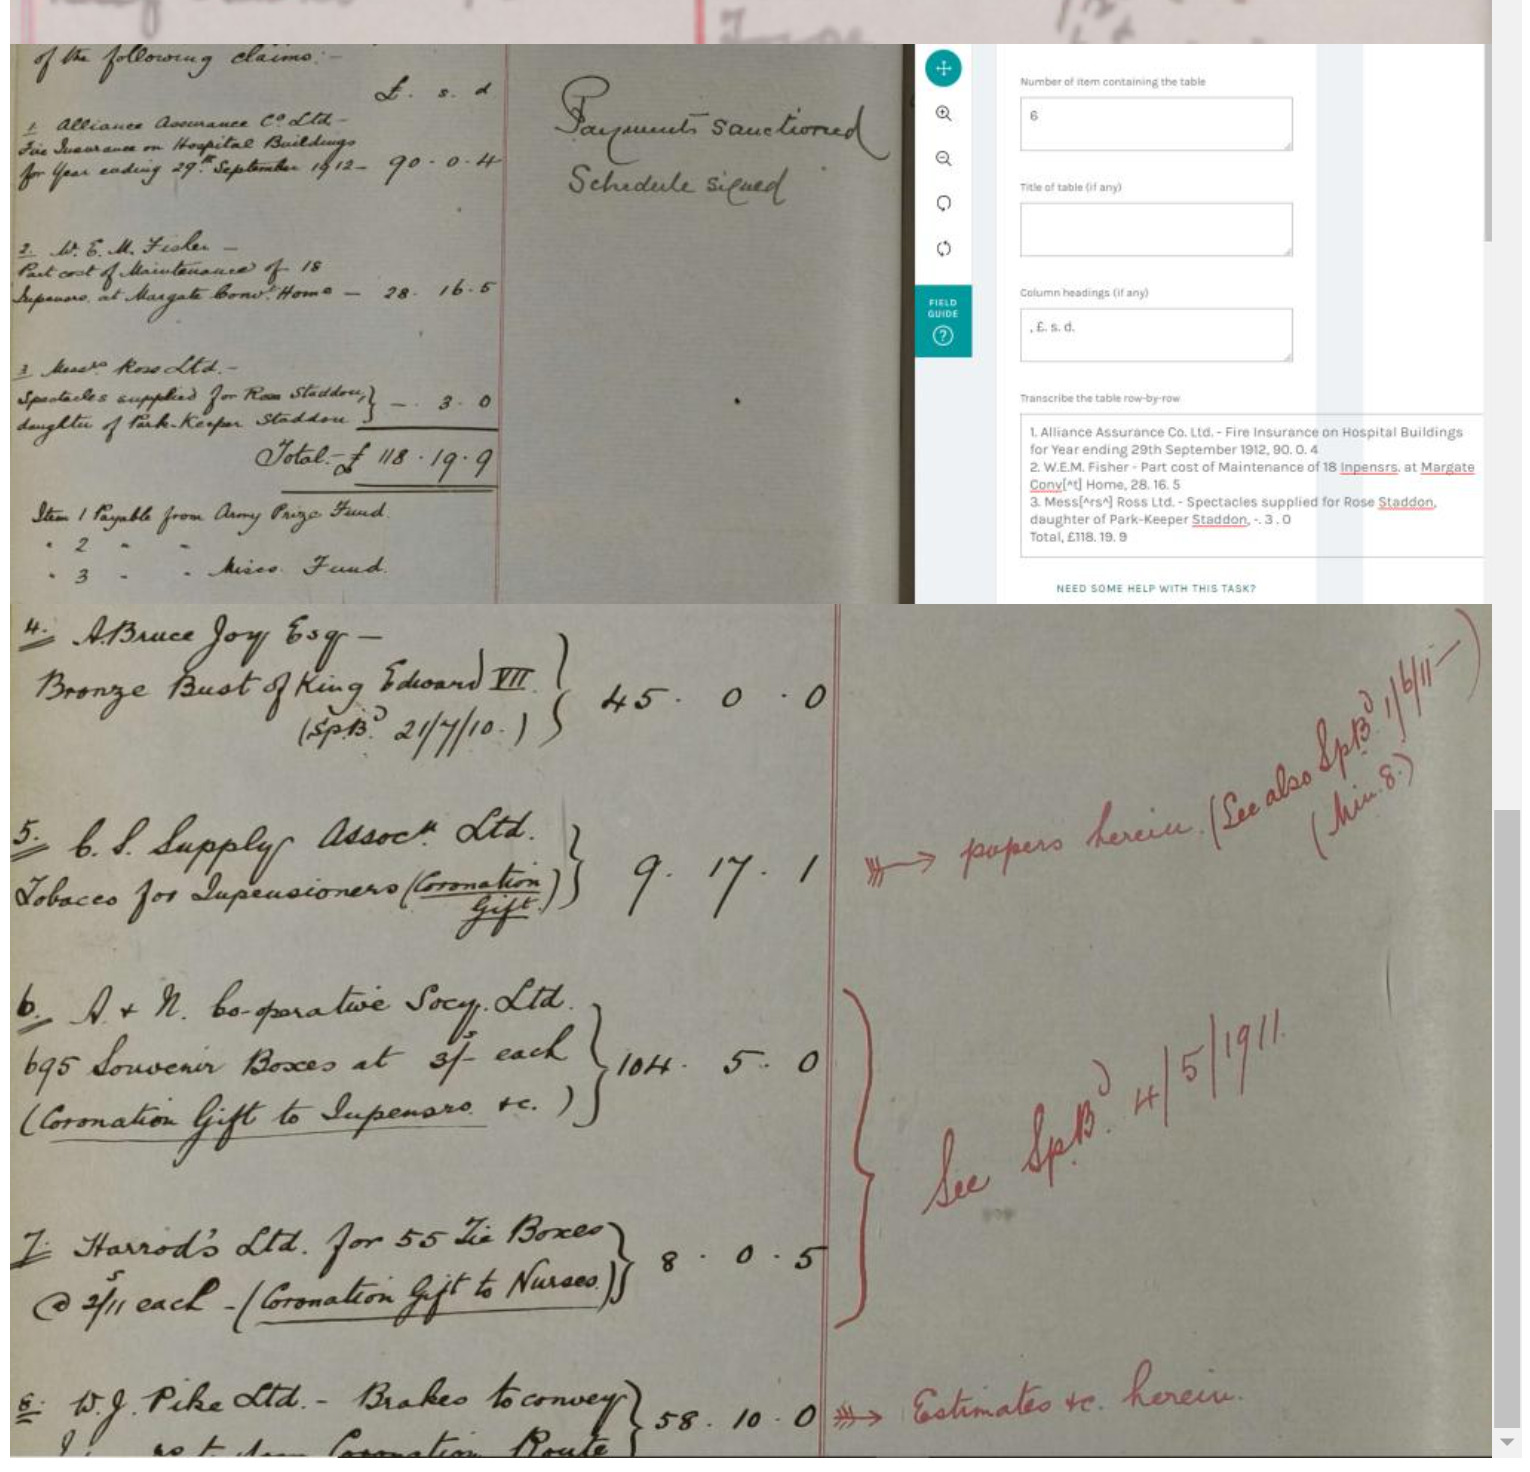 of the following claims:-
£. s. d
1. Alliance Assurance Co Ltd-
Fire Insurance on Hospital Buildings
for Year ending 29th September 1912- 90-0-4
Payments sanctioned
Schedule signed
2. W. E. M. Fisher -
Part cost of Maintenance of 18
Inpensrs. at Margate Convt Home - 28. 16.5
3 Messrs Ross Ltd.-
Spectacles supplied for Rose Staddon,
daughter of Park-Keeper Staddon } -. 3.0
Total.- £ 118.19.9
Item 1 Payable from Army Prize Fund.
" 2 " "
" 3 " " Misco. Fund.
Number of item containing the table
6
Title of table (if any)
Column headings (if any)
, £. s. d.
FIELD
GUIDE
Transcribe the table row-by-row
1. Alliance Assurance Co. Ltd. - Fire Insurance on Hospital Buildings
for Year ending 29th September 1912, 90. 0. 4
2. W.E.M. Fisher - Part cost of Maintenance of 18 Inpensrs. at Margate
Conv[^t] Home, 28. 16. 5
3. Mess[^rs^] Ross Ltd. - Spectacles supplied for Rose Staddon,
daughter of Park-Keeper Staddon, -. 3 . 0
Total, £118. 19. 9
NEED SOME HELP WITH THIS TASK?
4. A.Bruce Joy Esq -
Bronze Bust of King Edward VII } 45. 0 . 0
(Sp.Bd 21/7/10.)
5. C. S. Supply Assocn. Ltd.
Tobacco for Inpensioners (Coronation
Gift.) } 9. 17. 1
papers herein. (See also SpBd. 1/6/11-)
(Min. 8.)
6. A + N. Co-operative Socy. Ltd.
695 Souvenir Boxes at 3/- each } 104. 5. 0
(Coronation Gift to Inpensrs. &c.)
See Sp.Bd. 4/5/1911.
7. Harrod's Ltd. for 55 Tie Boxes
@ 2/11 each - (Coronation Gift to Nurses.) } 8 . 0 . 5
8. W.J. Pike Ltd. - Brakes to convey } 58. 10. 0
Estimates &c. herein.
Coronation Route